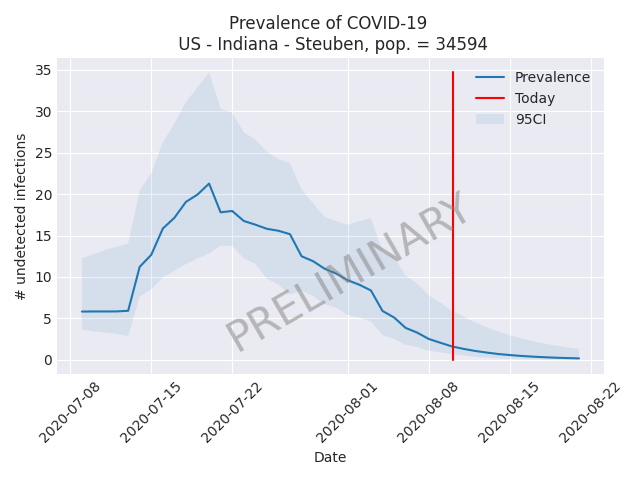 Prevalence of COVID-19
US - Indiana - Steuben, pop. = 34594
35
30
25
20
15
10
5
0
# undetected infections
Prevalence
Today
95CI
PRELIMINARY
2020-07-08
2020-07-15
2020-07-22
2020-08-01
2020-08-08
2020-08-15
2020-08-22
Date